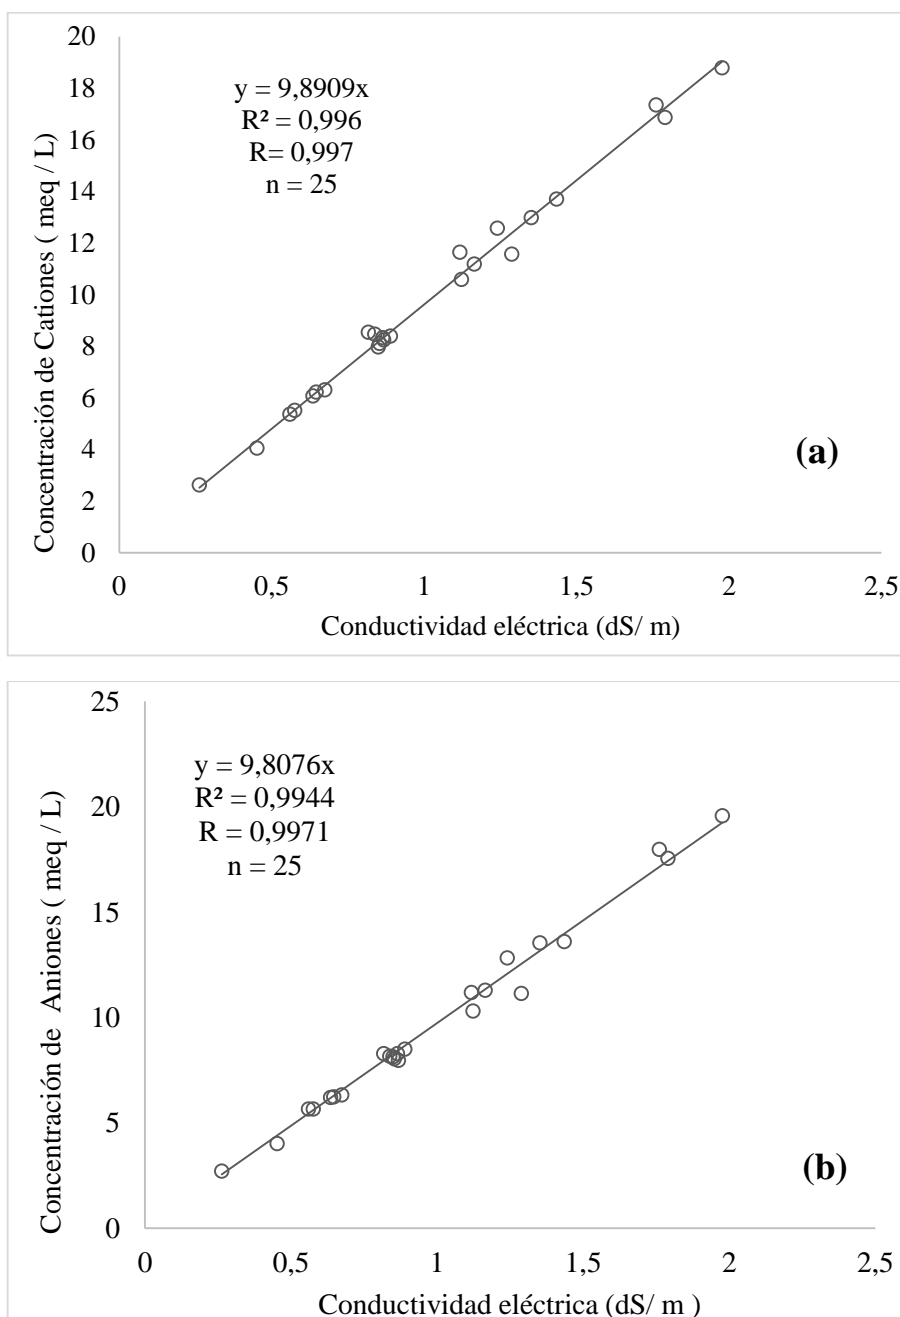 20
18
16
14
12
10
8
6
4
2
0
Concentración de Cationes ( meq / L)
y = 9,8909x
R² = 0,996
R= 0,997
n = 25
(a)
0 0,5 1 1,5 2 2,5
Conductividad eléctrica (dS/ m)
25
20
15
10
5
0
Concentración de Aniones ( meq / L)
y = 9,8076x
R² = 0,9944
R = 0,9971
n = 25
(b)
0 0,5 1 1,5 2 2,5
Conductividad eléctrica (dS/ m )